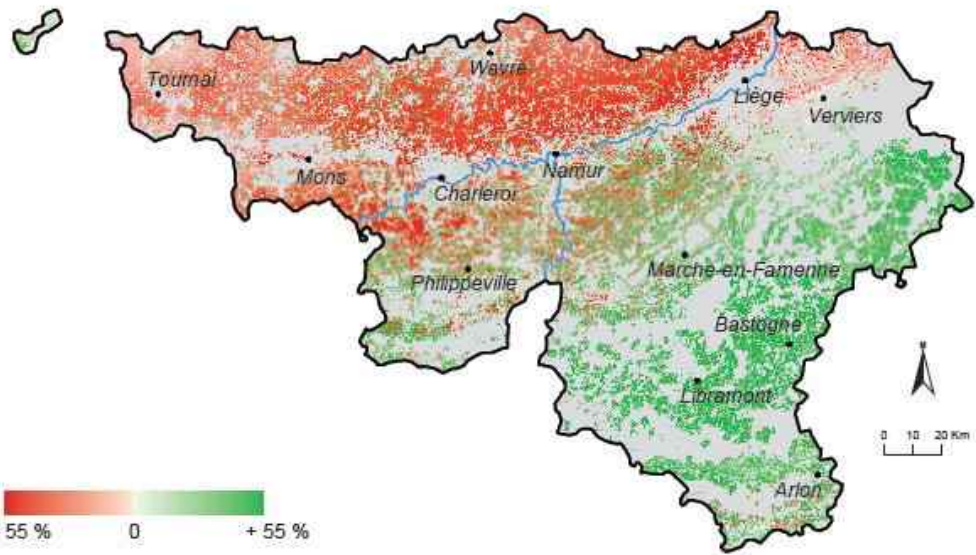 Tournai
Wavre
Liège
Verviers
Mons
Charleroi
Namur
Philippeville
Marche-en-Famenne
Bastogne
Libramont
Arlon
0 10 20 Km
55 % 0 + 55 %